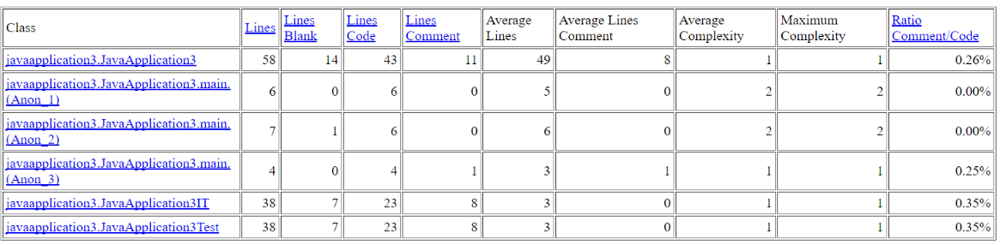 Class Lines Lines Blank Lines Code Lines Comment Average Lines Average Lines Comment Average Complexity Maximum Complexity Ratio Comment/Code
javaapplication3.JavaApplication3 58 14 43 11 49 8 1 1 0.26%
javaapplication3.JavaApplication3.main.(Anon_1) 6 0 6 0 5 0 2 2 0.00%
javaapplication3.JavaApplication3.main.(Anon_2) 7 1 6 0 6 0 2 2 0.00%
javaapplication3.JavaApplication3.main.(Anon_3) 4 0 4 1 3 1 1 1 0.25%
javaapplication3.JavaApplication3IT 38 7 23 8 3 0 1 1 0.35%
javaapplication3.JavaApplication3Test 38 7 23 8 3 0 1 1 0.35%